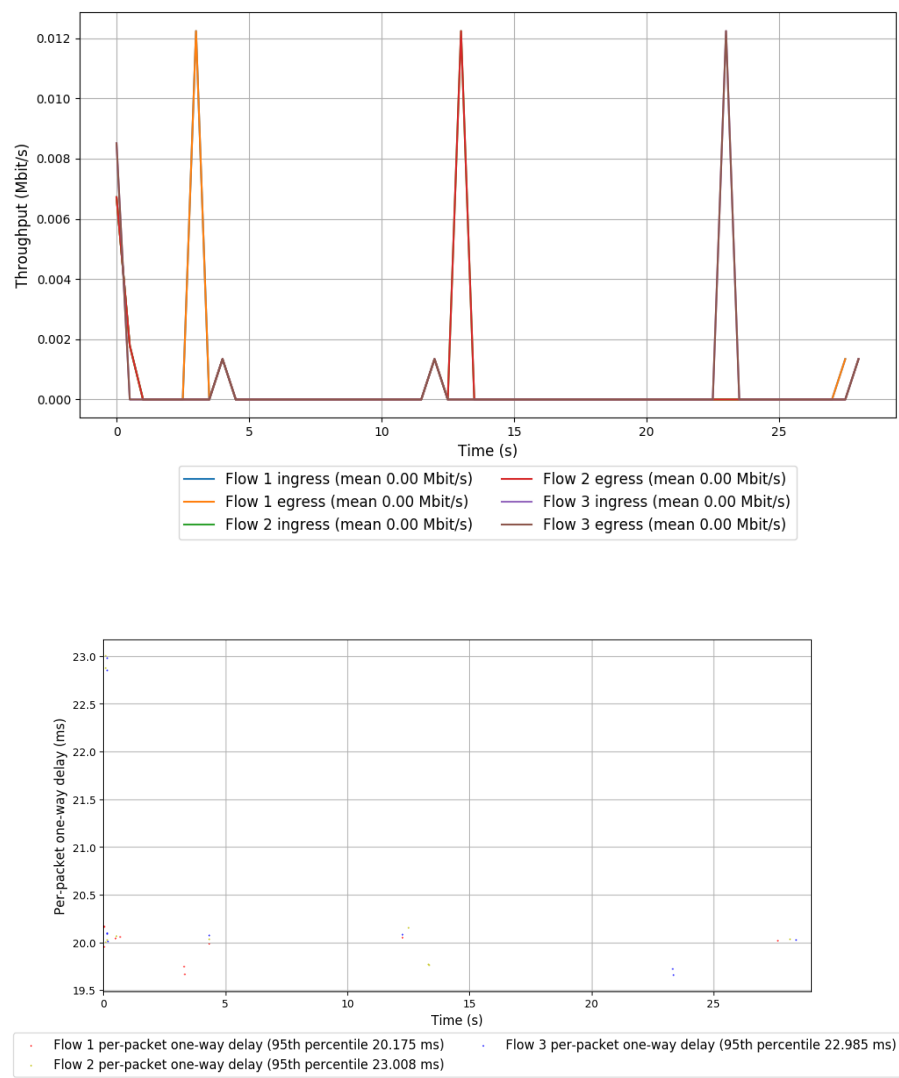 0.012
0.010
0.008
0.006
0.004
0.002
0.000
Throughput (Mbit/s)
0 5 10 15 20 25
Time (s)
Flow 1 ingress (mean 0.00 Mbit/s) Flow 2 egress (mean 0.00 Mbit/s)
Flow 1 egress (mean 0.00 Mbit/s) Flow 3 ingress (mean 0.00 Mbit/s)
Flow 2 ingress (mean 0.00 Mbit/s) Flow 3 egress (mean 0.00 Mbit/s)
23.0
22.5
22.0
21.5
21.0
20.5
20.0
19.5
Per-packet one-way delay (ms)
0 5 10 15 20 25
Time (s)
Flow 1 per-packet one-way delay (95th percentile 20.175 ms) Flow 3 per-packet one-way delay (95th percentile 22.985 ms)
Flow 2 per-packet one-way delay (95th percentile 23.008 ms)